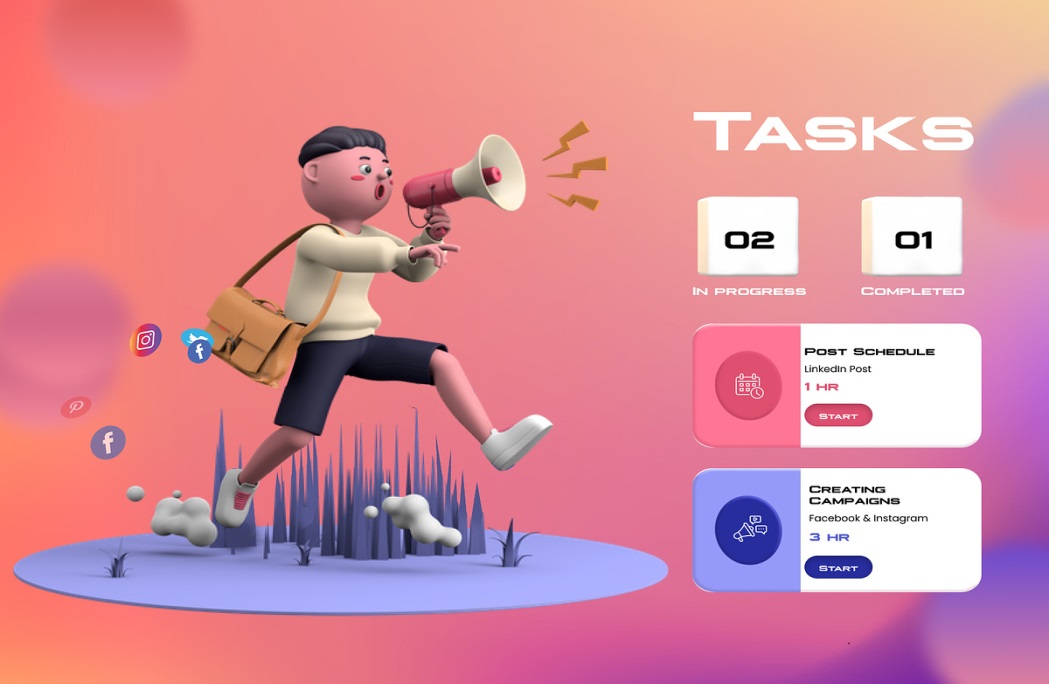 Tasks
02
01
In progress
Completed
Post Schedule
LinkedIn Post
1 HR
Start
Creating
Campaigns
Facebook & Instagram
3 HR
Start